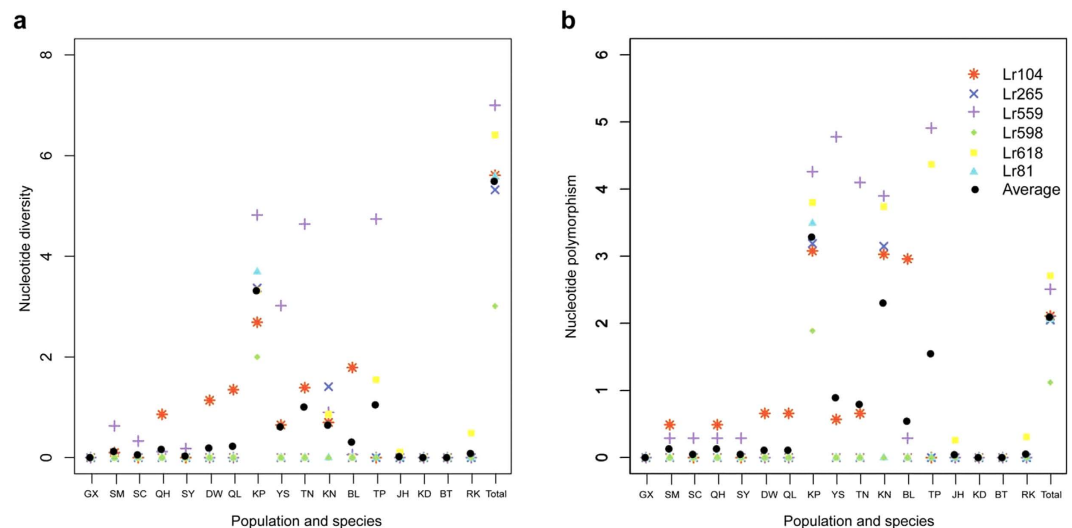 a
Nucleotide diversity
8
6
4
2
0
GX SM SC QH SY DW QL KP YS TN KN BL TP JH KD BT RK Total
Population and species
b
Nucleotide polymorphism
6
5
4
3
2
1
0
Lr104
Lr265
Lr559
Lr598
Lr618
Lr81
Average
GX SM SC QH SY DW QL KP YS TN KN BL TP JH KD BT RK Total
Population and species